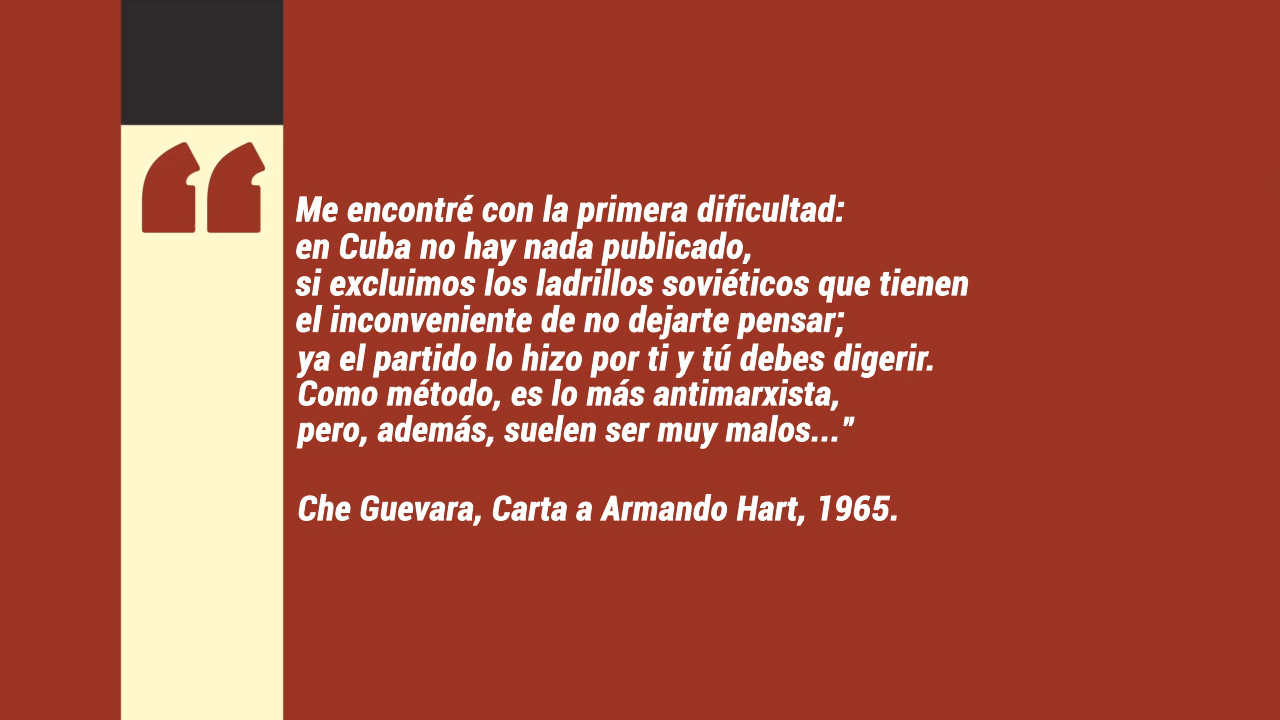 “
Me encontré con la primera dificultad:
en Cuba no hay nada publicado,
si excluimos los ladrillos soviéticos que tienen
el inconveniente de no dejarte pensar;
ya el partido lo hizo por ti y tú debes digerir.
Como método, es lo más antimarxista,
pero, además, suelen ser muy malos..."
Che Guevara, Carta a Armando Hart, 1965.